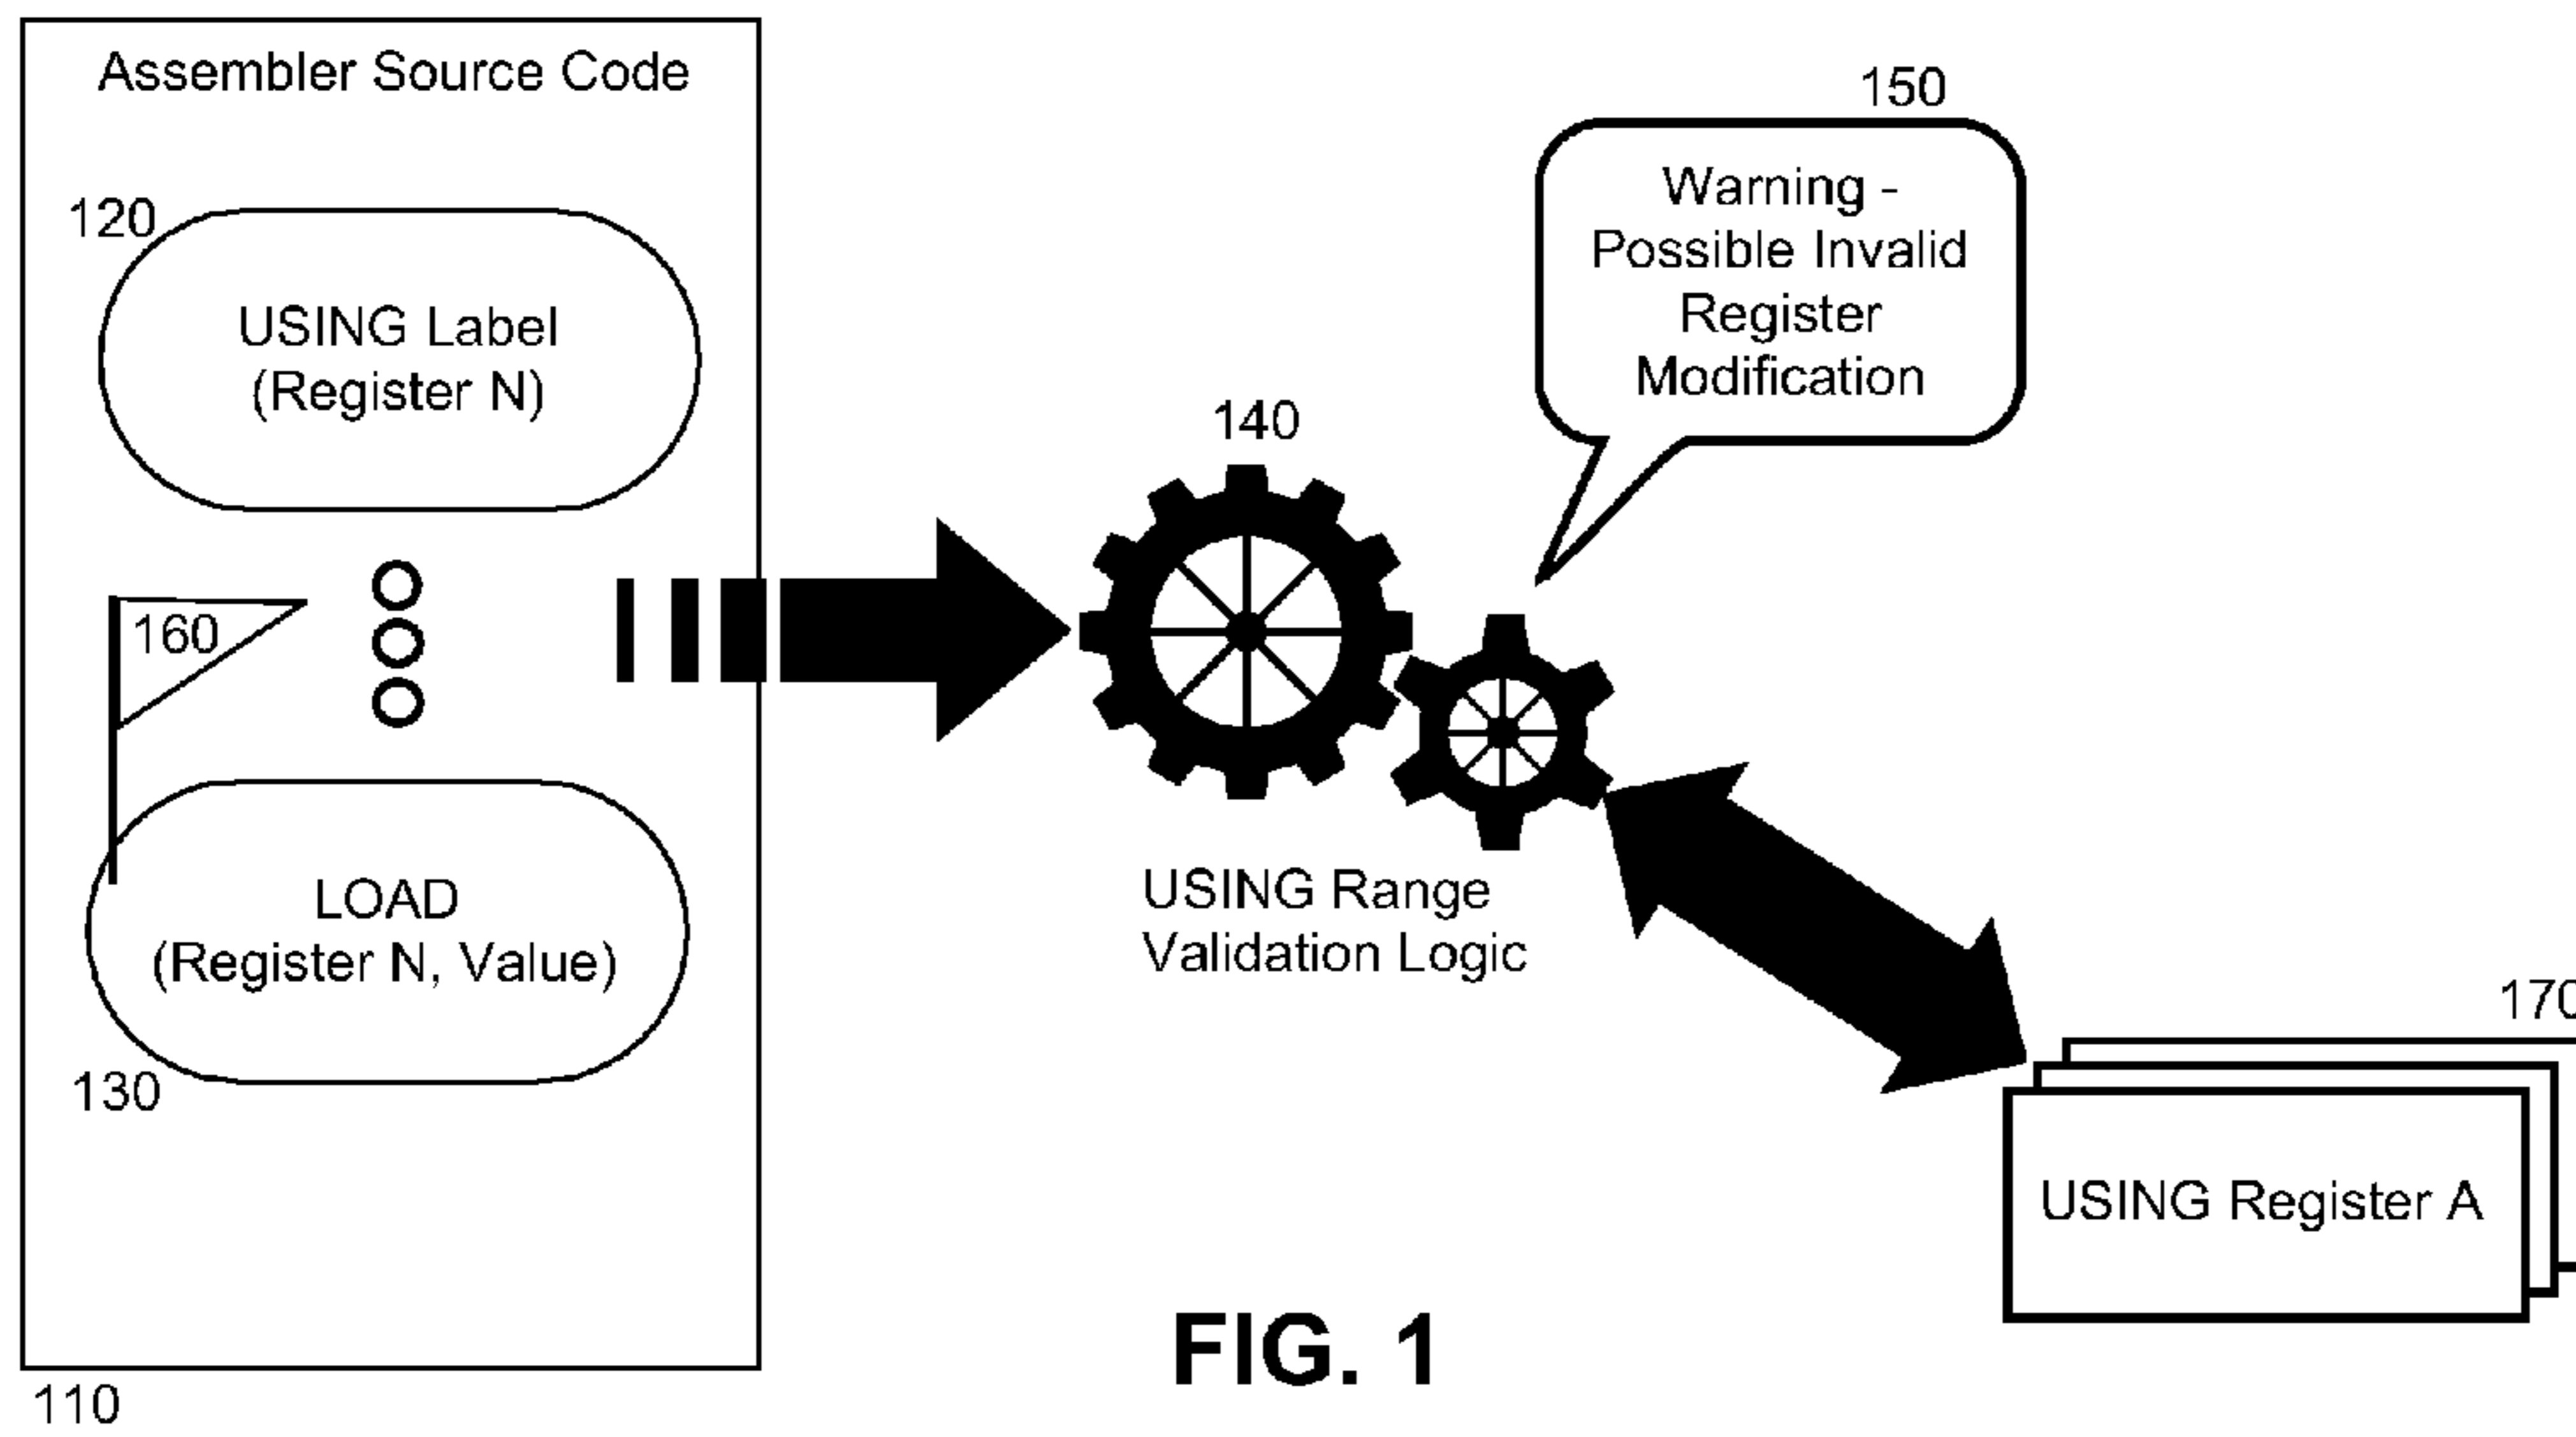 Assembler Source Code
120
USING Label
(Register N)
160
LOAD
(Register N, Value)
130
110
140
USING Range
Validation Logic
150
Warning -
Possible Invalid
Register
Modification
170
USING Register A
FIG. 1